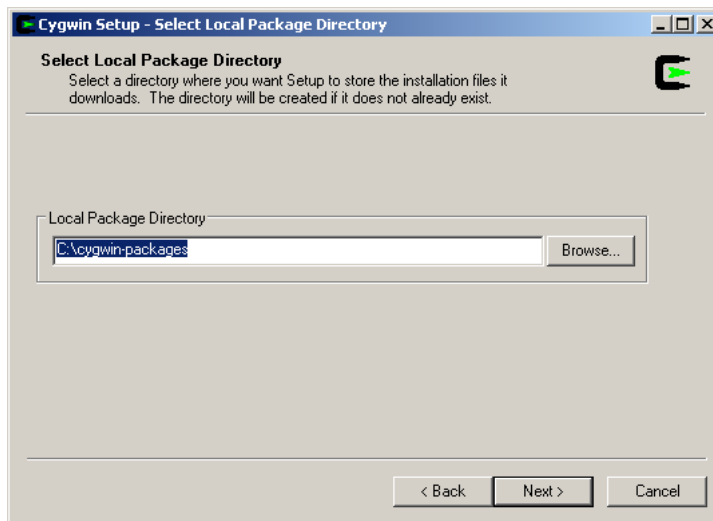 Cygwin Setup - Select Local Package Directory
Select Local Package Directory
Select a directory where you want Setup to store the installation files it
downloads.  The directory will be created if it does not already exist.
Local Package Directory
C:\cygwin-packages
Browse...
< Back
Next >
Cancel